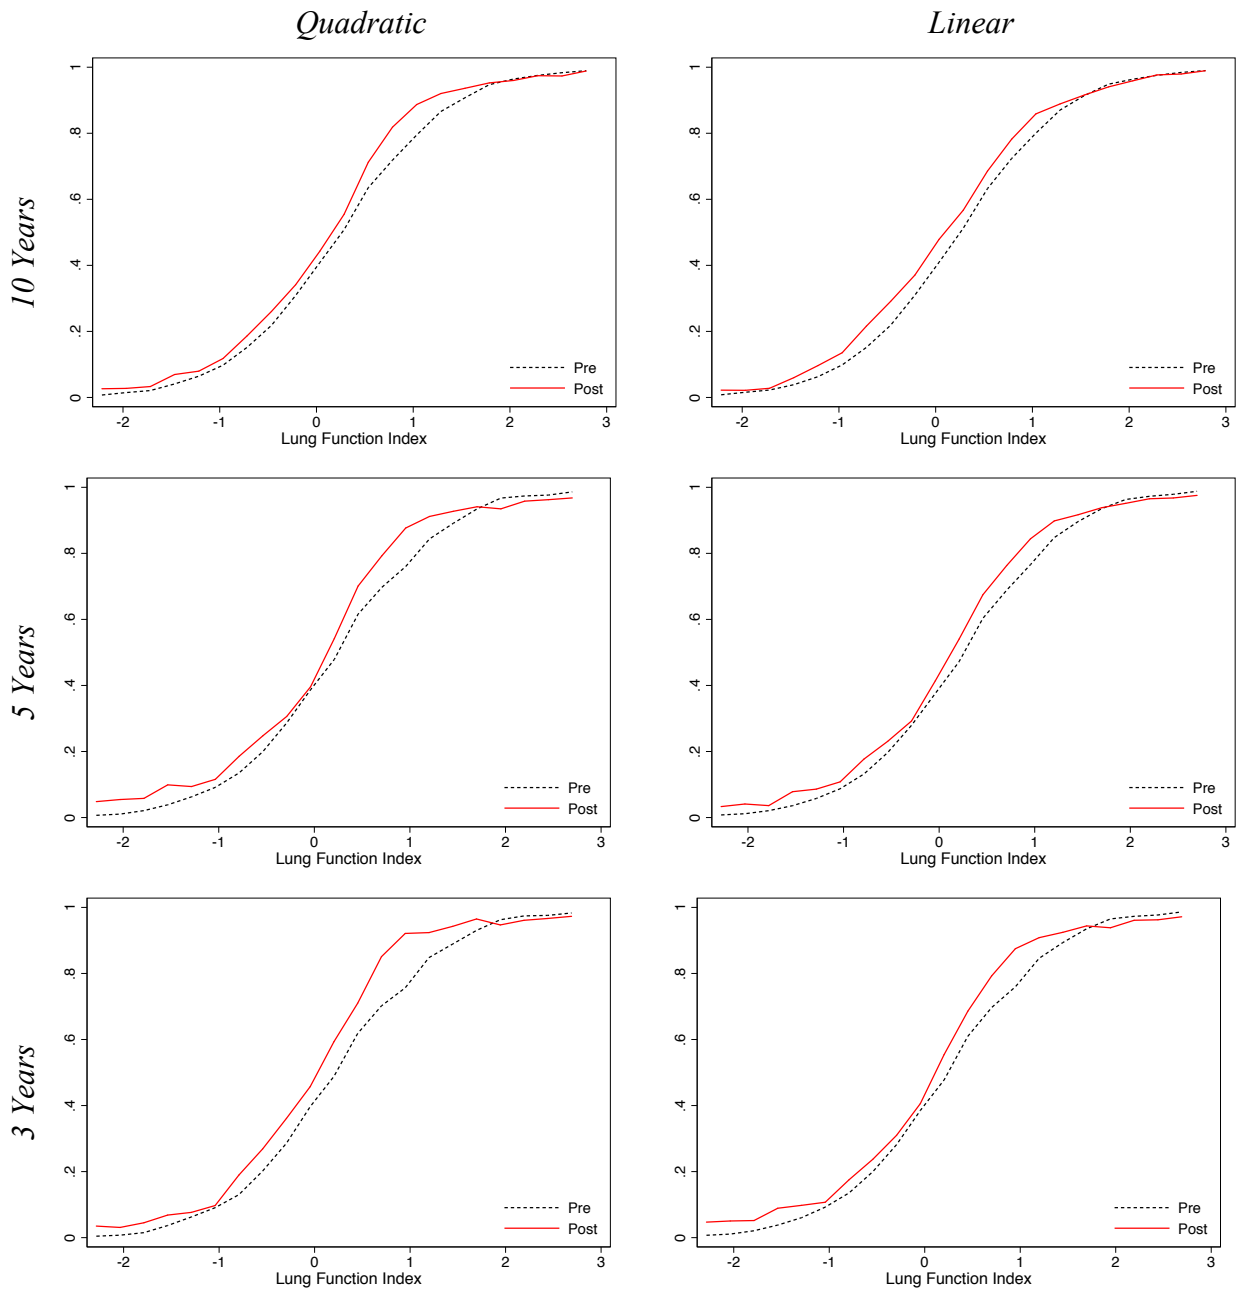 Quadratic Linear
10 Years
1
.8
.6
.4
.2
0
Pre
Post
-2 -1 0 1 2 3
Lung Function Index
1
.8
.6
.4
.2
0
Pre
Post
-2 -1 0 1 2 3
Lung Function Index
5 Years
1
.8
.6
.4
.2
0
Pre
Post
-2 -1 0 1 2 3
Lung Function Index
1
.8
.6
.4
.2
0
Pre
Post
-2 -1 0 1 2 3
Lung Function Index
3 Years
1
.8
.6
.4
.2
0
Pre
Post
-2 -1 0 1 2 3
Lung Function Index
1
.8
.6
.4
.2
0
Pre
Post
-2 -1 0 1 2 3
Lung Function Index